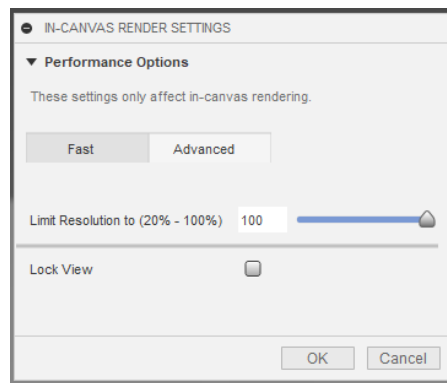 IN-CANVAS RENDER SETTINGS
Performance Options
These settings only affect in-canvas rendering.
Fast Advanced
Limit Resolution to (20% - 100%) 100
Lock View
OK Cancel